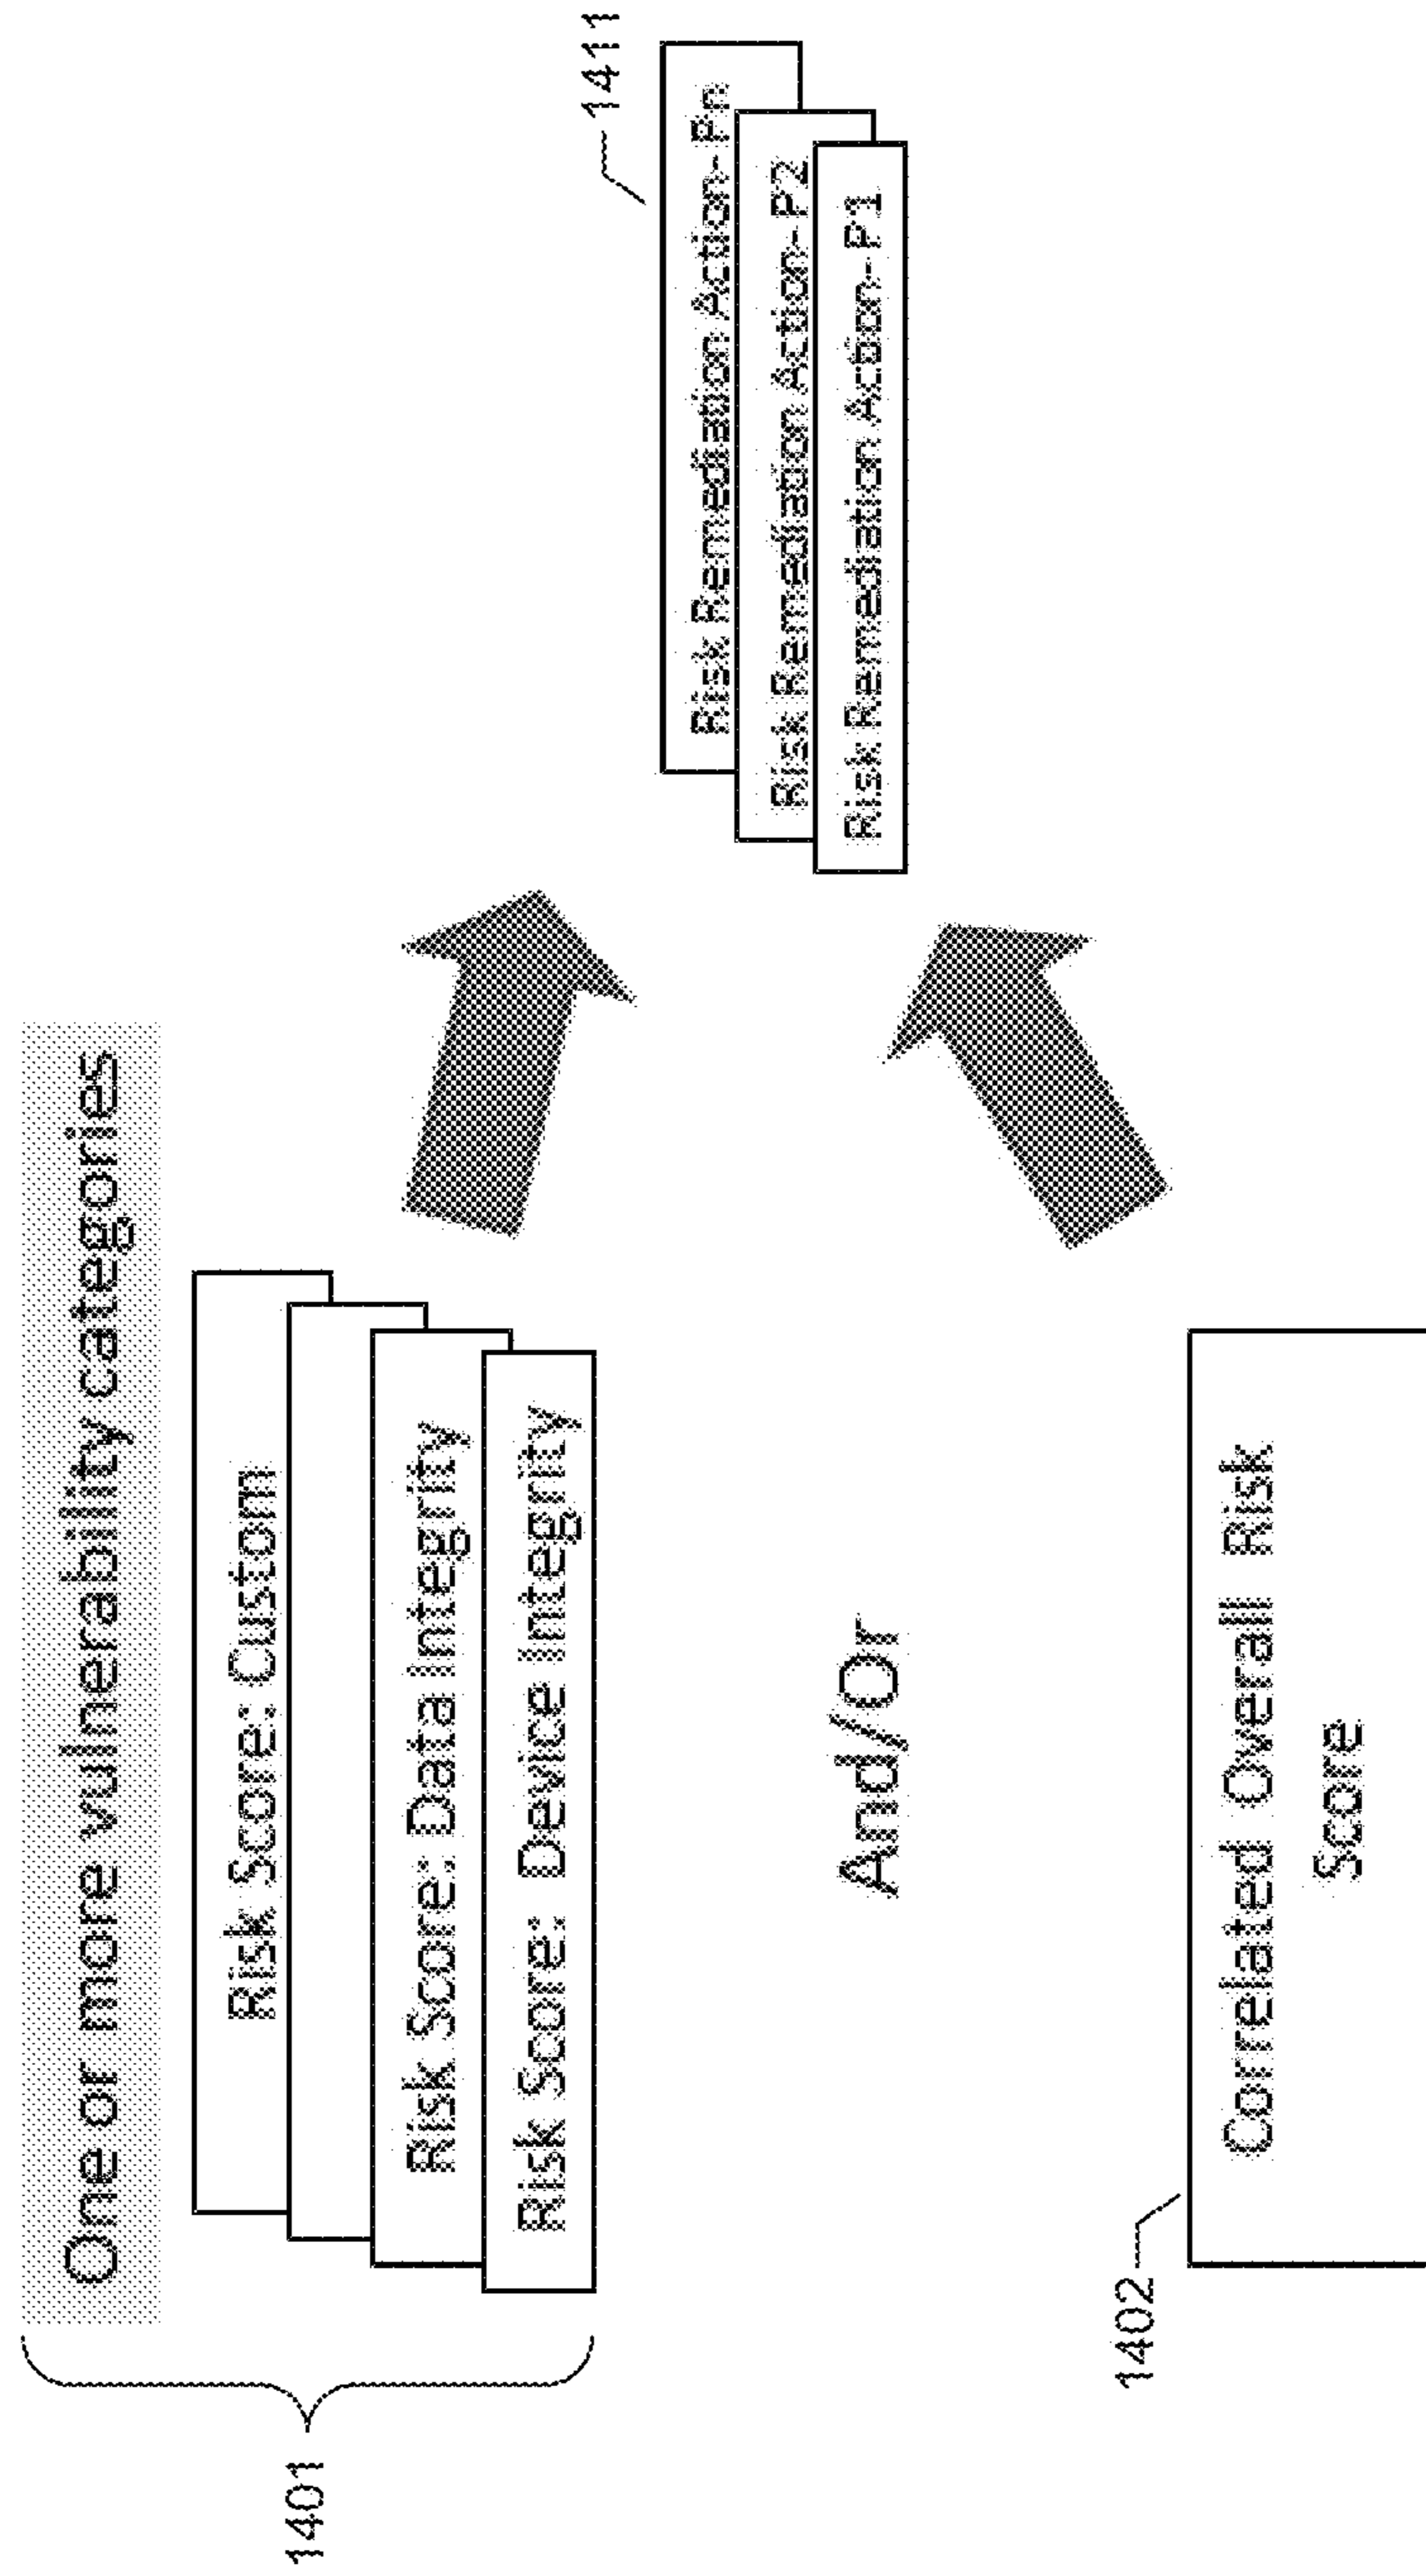 One or more vulnerability categories
1401
Risk Score: Custom
Risk Score: Data Integrity
Risk Score: Device Integrity
And/Or
1402
Correlated Overall Risk
Score
1411
Risk Remediation Action- Pn
Risk Remediation Action- P2
Risk Remediation Action- P1